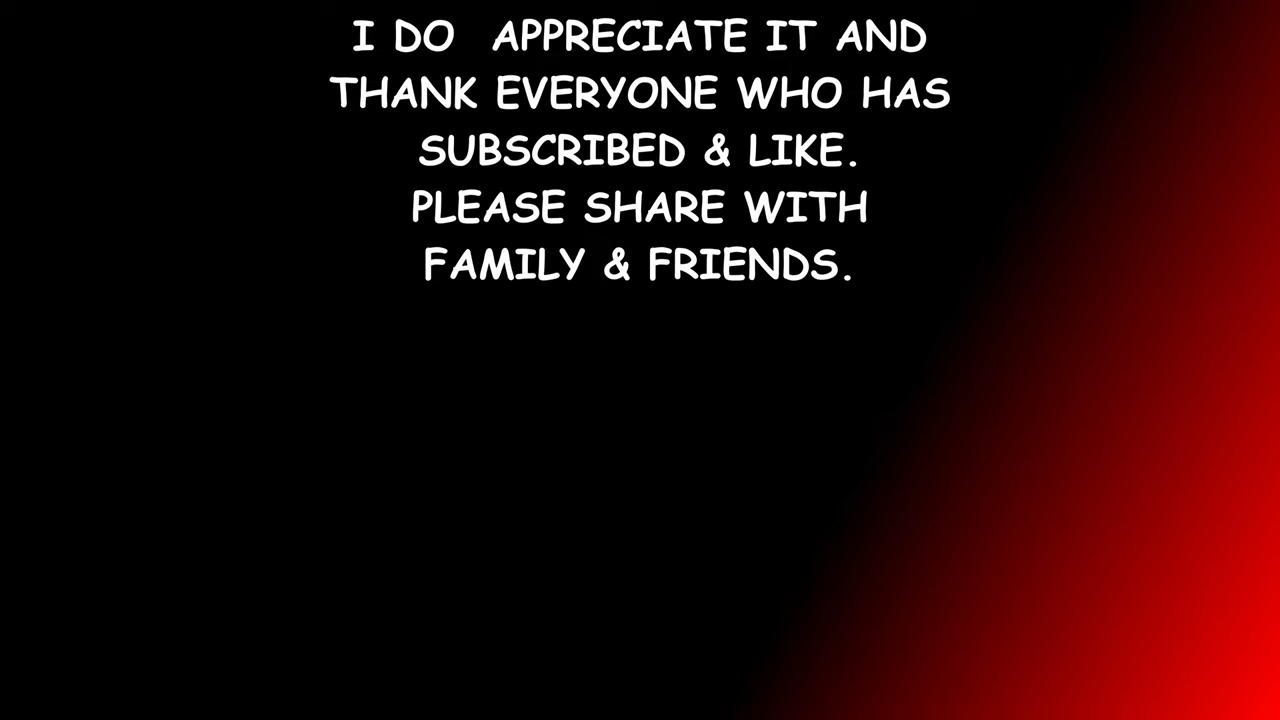 I DO  APPRECIATE IT AND
THANK EVERYONE WHO HAS
SUBSCRIBED & LIKE.
PLEASE SHARE WITH
FAMILY & FRIENDS.